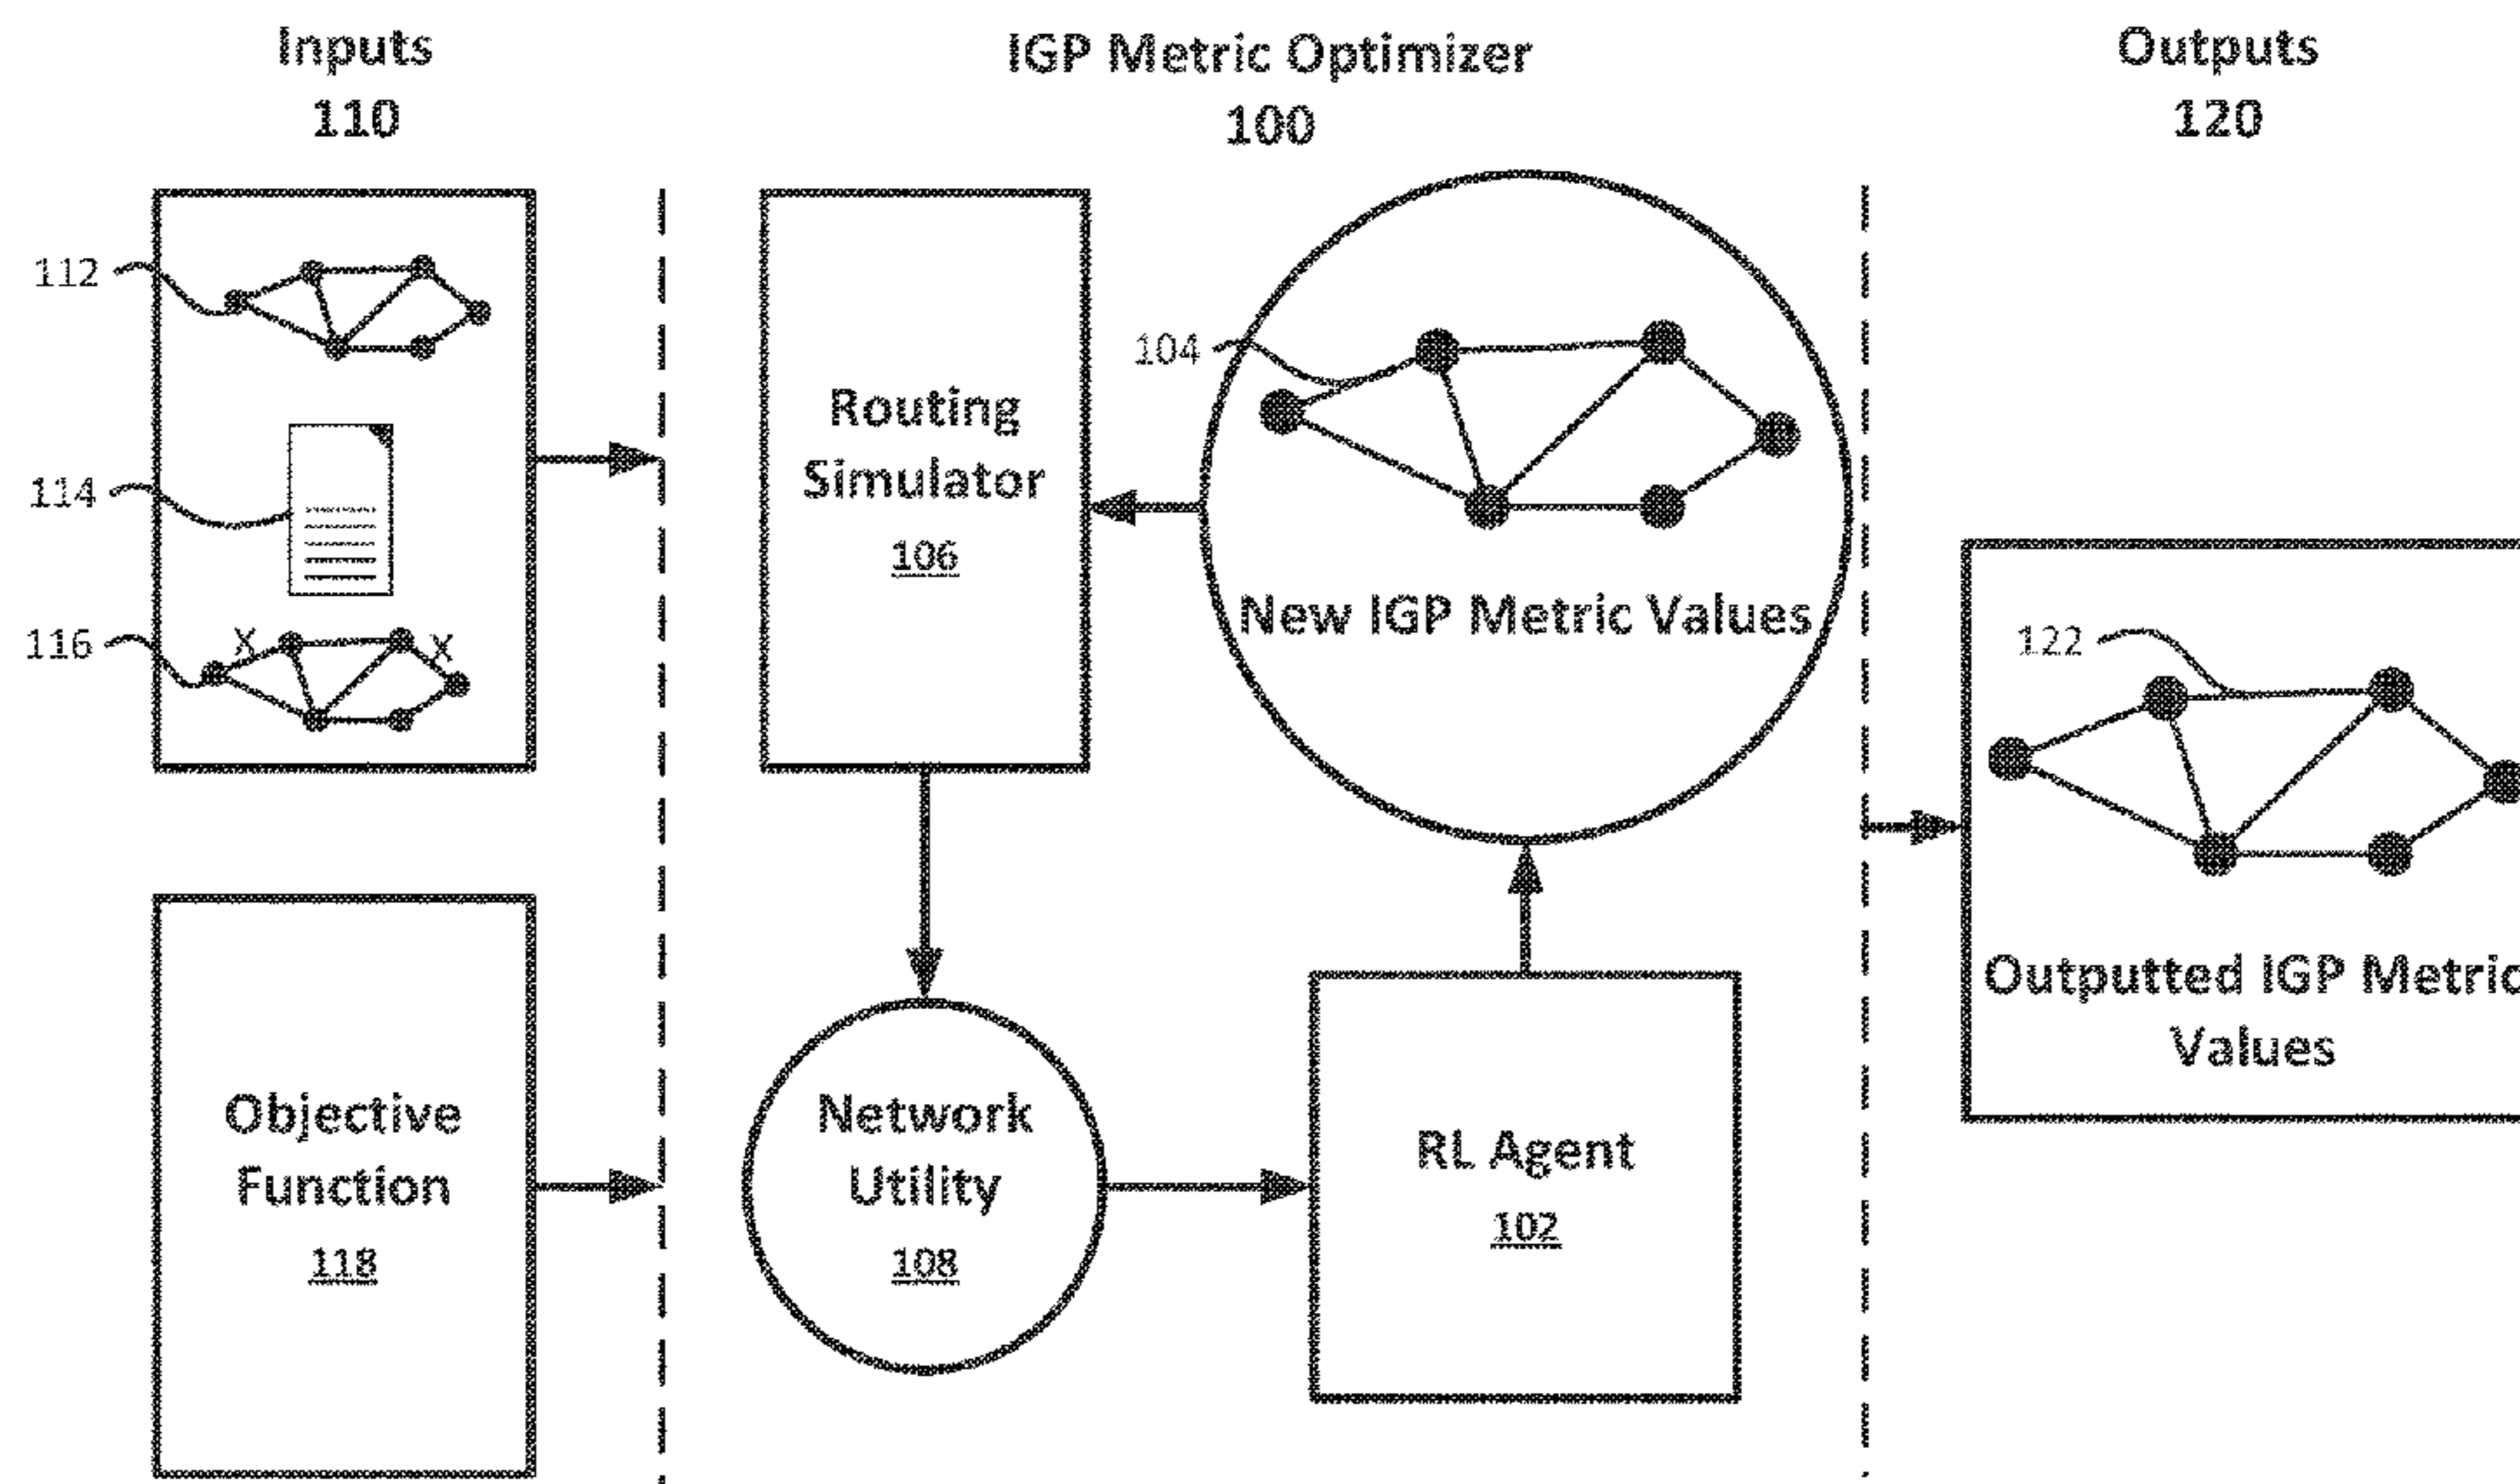 Inputs
110
IGP Metric Optimizer
100
Outputs
120
112
114
116
X
X
Objective
Function
118
Routing
Simulator
106
104
New IGP Metric Values
Network
Utility
108
RL Agent
102
122
Outputted IGP Metric
Values